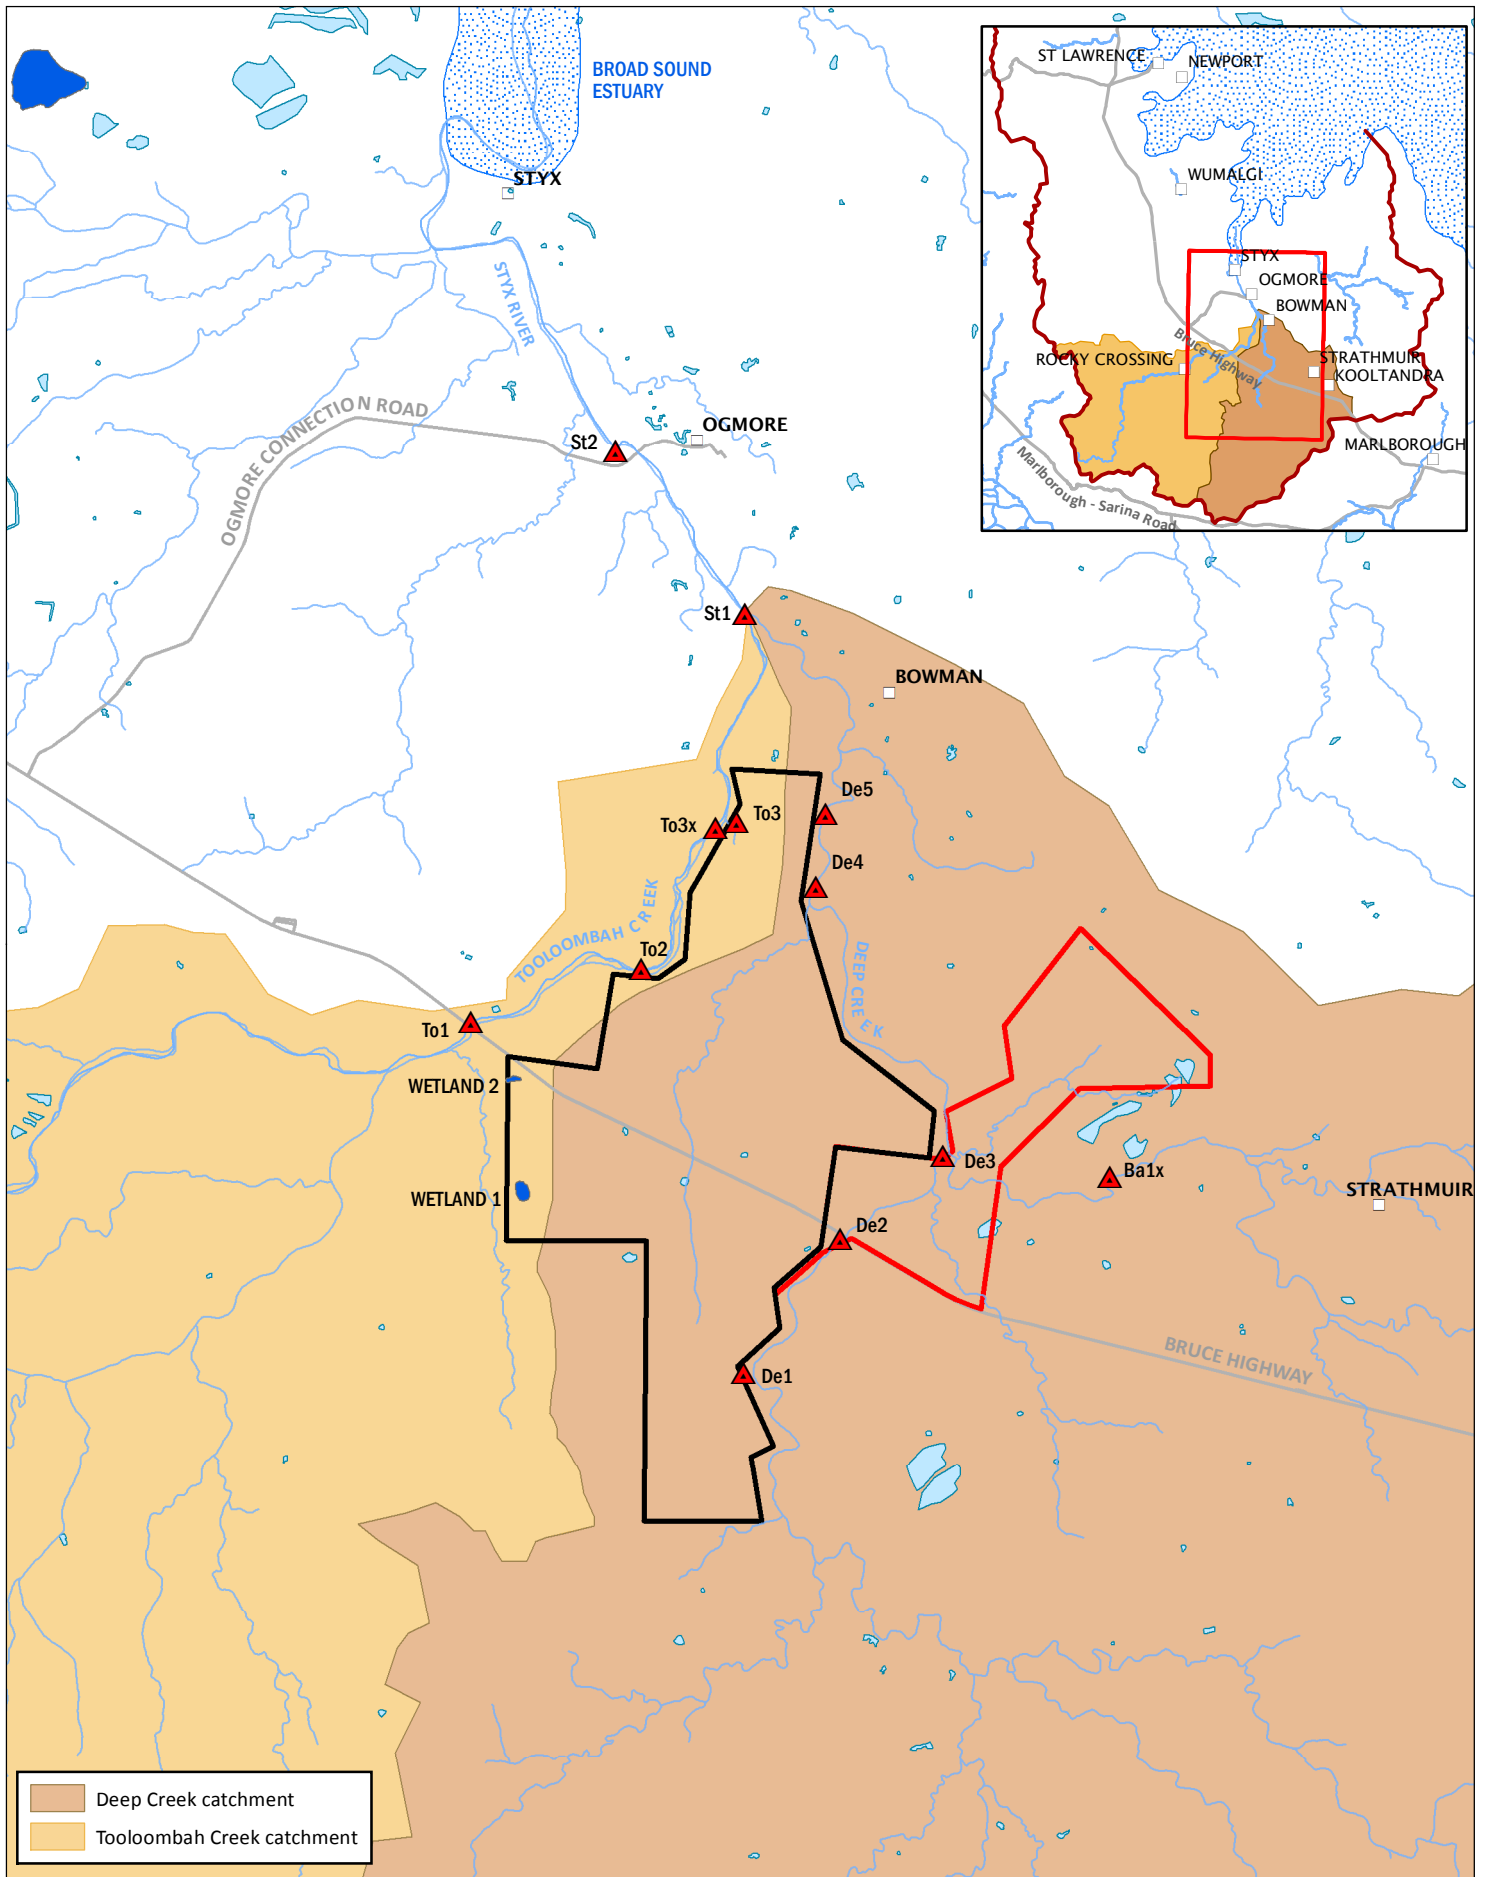 BROAD SOUND
ESTUARY
STYX
STYX RIVER
OGMORE CONNECTION ROAD
St2
OGMORE
St1
BOWMAN
De5
To3x
To3
De4
TOOLOOMBAH CREEK
To2
DEEP CREEK
To1
WETLAND 2
De3
Ba1x
WETLAND 1
STRATHMUIR
De2
BRUCE HIGHWAY
De1
ST LAWRENCE
NEWPORT
WUMALGI
STYX
OGMORE
BOWMAN
Bruce Highway
ROCKY CROSSING
STRATHMUIR
KOOLTANDRA
MARLBOROUGH
Marlborough - Sarina Road
Deep Creek catchment
Tooloombah Creek catchment